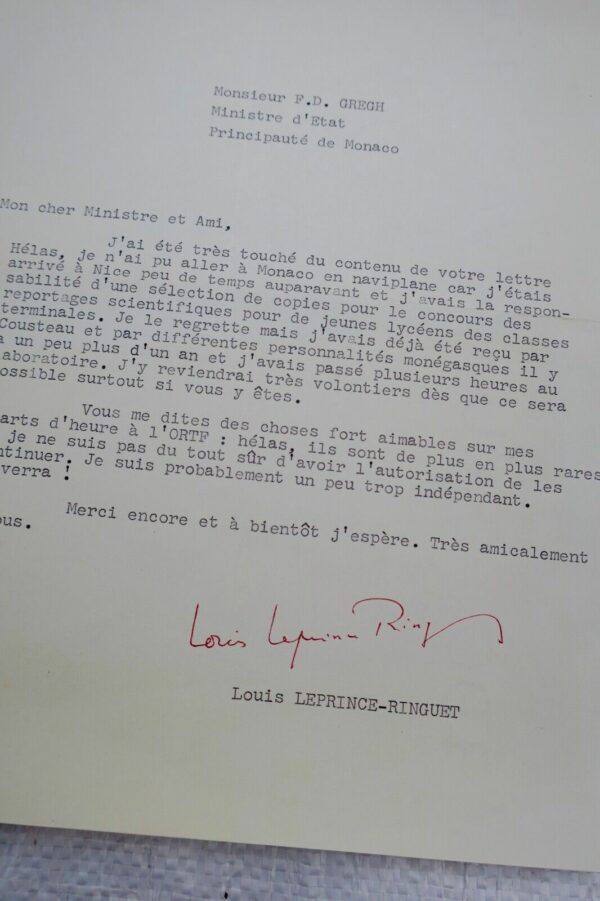 Monsieur F.D. GREGH
Ministre d'Etat
Principauté de Monaco
Mon cher Ministre et Ami,
J'ai été très touché du contenu de votre lettre
Hélas, je n'ai pu aller à Monaco en naviplane car j'étais
arrivé à Nice peu de temps auparavant et j'avais la respon-
sabilité d'une sélection de copies pour le concours des
reportages scientifiques pour de jeunes lycéens des classes
terminales. Je le regrette mais j'avais déjà été reçu par
Cousteau et par différentes personnalités monégasques il y
a un peu plus d'un an et j'avais passé plusieurs heures au
aboratoire. J'y reviendrai très volontiers dès que ce sera
ossible surtout si vous y êtes.
Vous me dites des choses fort aimables sur mes
arts d'heure à l'ORTF : hélas, ils sont de plus en plus rares
je ne suis pas du tout sûr d'avoir l'autorisation de les
ntinuer. Je suis probablement un peu trop indépendant.
verra !
Merci encore et à bientôt j'espère. Très amicalement
ous.
Louis Leprince Ring
Louis LEPRINCE-RINGUET